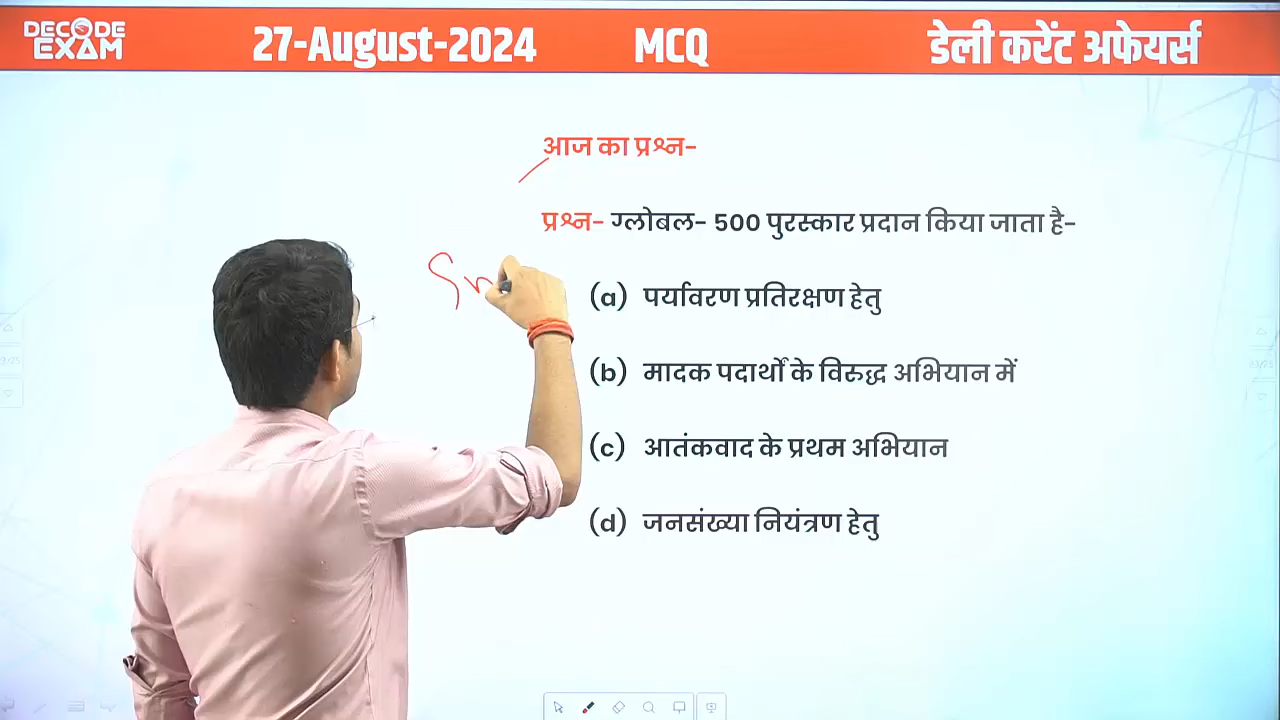 DECODE EXAM
27-August-2024 MCQ डेली करेंट अफेयर्स
आज का प्रश्न-
प्रश्न- ग्लोबल- 500 पुरस्कार प्रदान किया जाता है-
(a) पर्यावरण प्रतिरक्षण हेतु
(b) मादक पदार्थों के विरुद्ध अभियान में
(c) आतंकवाद के प्रथम अभियान
(d) जनसंख्या नियंत्रण हेतु